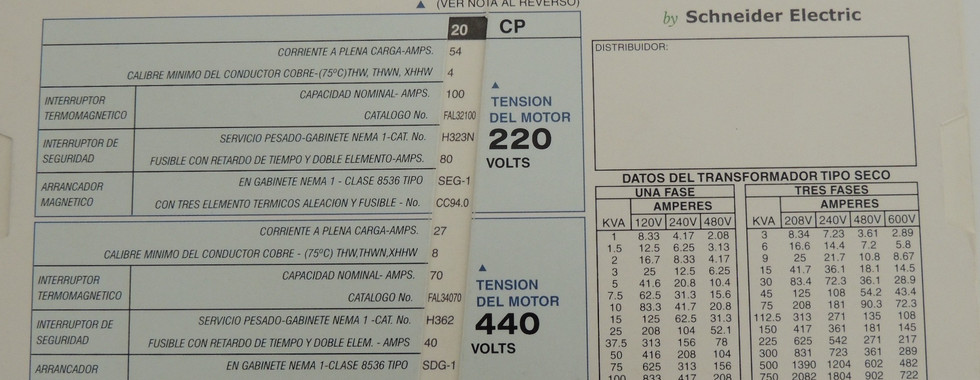 ▲ (VER NOTA AL REVERSO)
20 CP
CORRIENTE A PLENA CARGA-AMPS. 54
CALIBRE MINIMO DEL CONDUCTOR COBRE-(75ºC)THW, THWN, XHHW 4
INTERRUPTOR TERMOMAGNETICO
CAPACIDAD NOMINAL- AMPS. 100
CATALOGO No. FAL32100
INTERRUPTOR DE SEGURIDAD
SERVICIO PESADO-GABINETE NEMA 1-CAT. No. H323N
FUSIBLE CON RETARDO DE TIEMPO Y DOBLE ELEMENTO-AMPS. 80
ARRANCADOR MAGNETICO
EN GABINETE NEMA 1 - CLASE 8536 TIPO SEG-1
CON TRES ELEMENTO TERMICOS ALEACION Y FUSIBLE - No. CC94.0
▲
TENSION
DEL MOTOR
220
VOLTS
CORRIENTE A PLENA CARGA-AMPS. 27
CALIBRE MINIMO DEL CONDUCTOR COBRE - (75ºC) THW,THWN,XHHW 8
INTERRUPTOR TERMOMAGNETICO
CAPACIDAD NOMINAL- AMPS. 70
CATALOGO No. FAL34070
INTERRUPTOR DE SEGURIDAD
SERVICIO PESADO-GABINETE NEMA 1 -CAT. No. H362
FUSIBLE CON RETARDO DE TIEMPO Y DOBLE ELEM. - AMPS 40
ARRANCADOR
EN GABINETE NEMA 1-CLASE 8536 TIPO SDG-1
▲
TENSION
DEL MOTOR
440
VOLTS
by Schneider Electric
DISTRIBUIDOR:
DATOS DEL TRANSFORMADOR TIPO SECO
UNA FASE
AMPERES
KVA 120V 240V 480V
1 8.33 4.17 2.08
1.5 12.5 6.25 3.13
2 16.7 8.33 4.17
3 25 12.5 6.25
5 41.6 20.8 10.4
7.5 62.5 31.3 15.6
10 83.3 41.7 20.8
15 125 62.5 31.3
25 208 104 52.1
37.5 313 156 78
50 416 208 104
75 625 313 156
100 833 417 208
TRES FASES
AMPERES
KVA 208V 240V 480V 600V
3 8.34 7.23 3.61 2.89
6 16.6 14.4 7.2 5.8
9 25 21.7 10.8 8.67
15 41.7 36.1 18.1 14.5
30 83.4 72.3 36.1 28.9
45 125 108 54.2 43.4
75 208 181 90.3 72.3
112.5 313 271 135 108
150 417 361 181 145
225 625 542 271 217
300 831 723 361 289
500 1390 1204 602 482
750 2082 1804 902 722